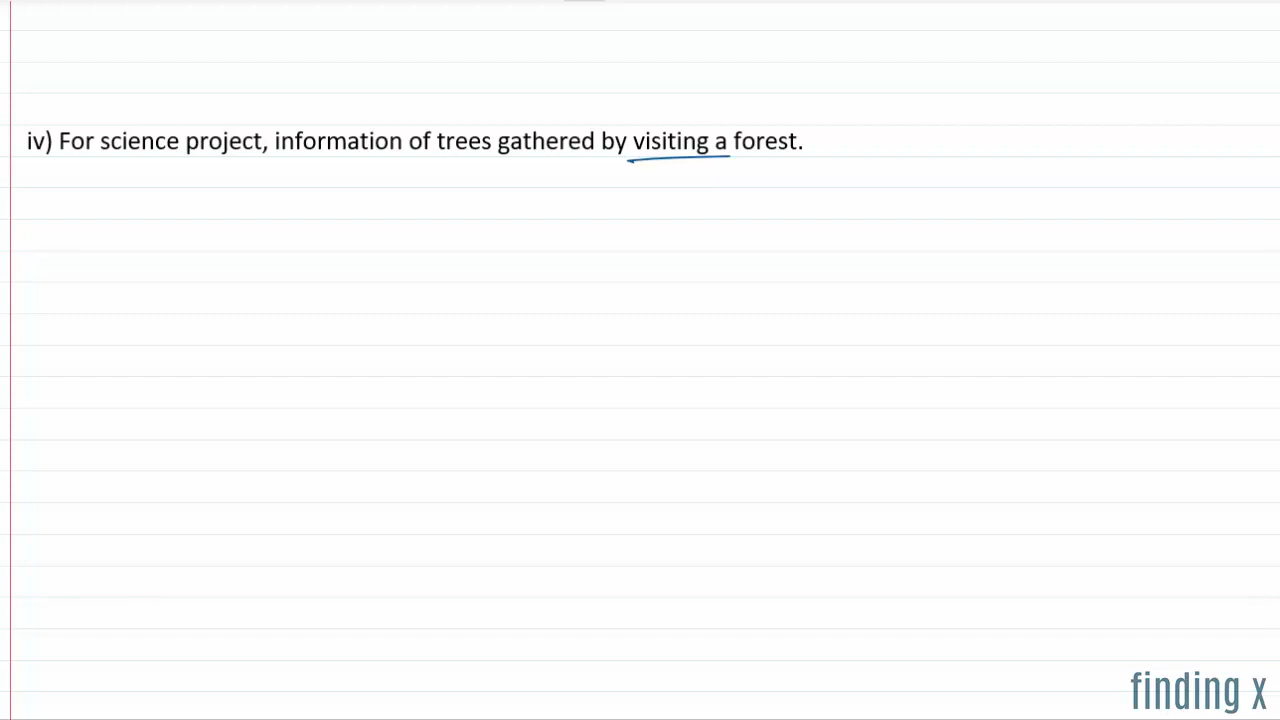 iv) For science project, information of trees gathered by visiting a forest.
finding x